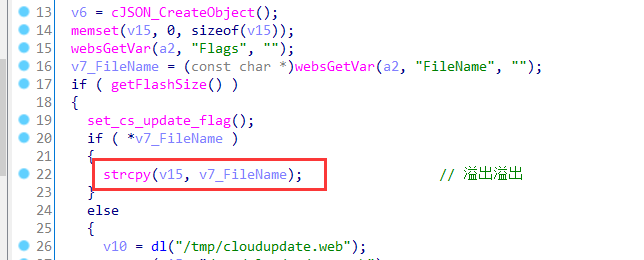 13 v6 = cJSON_CreateObject();
14 memset(v15, 0, sizeof(v15));
15 websGetVar(a2, "Flags", "");
16 v7_FileName = (const char *)websGetVar(a2, "FileName", "");
17 if ( getFlashSize() )
18 {
19 set_cs_update_flag();
20 if ( *v7_FileName )
21 {
22 strcpy(v15, v7_FileName); // 溢出溢出
23 }
24 else
25 {
26 v10 = dl("/tmp/cloudupdate.web");